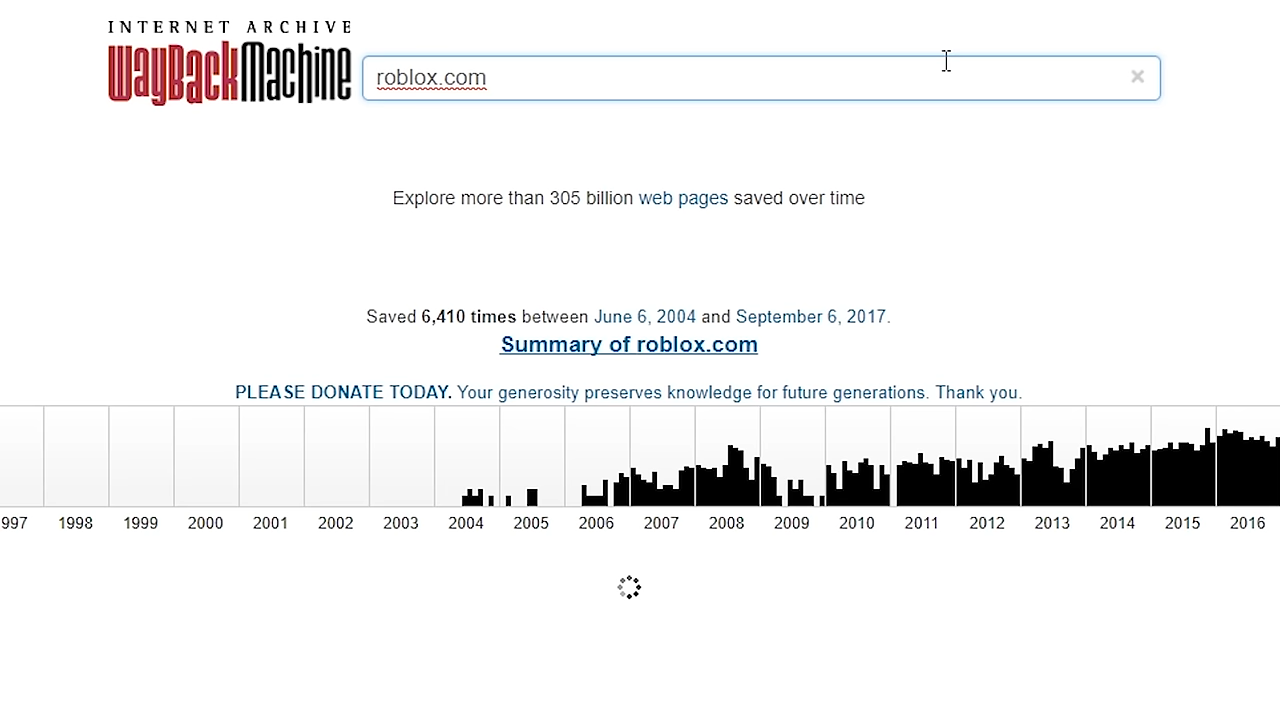 INTERNET ARCHIVE
WayBackMachine
roblox.com
Explore more than 305 billion web pages saved over time
Saved 6,410 times between June 6, 2004 and September 6, 2017.
Summary of roblox.com
PLEASE DONATE TODAY. Your generosity preserves knowledge for future generations. Thank you.
997 1998 1999 2000 2001 2002 2003 2004 2005 2006 2007 2008 2009 2010 2011 2012 2013 2014 2015 2016